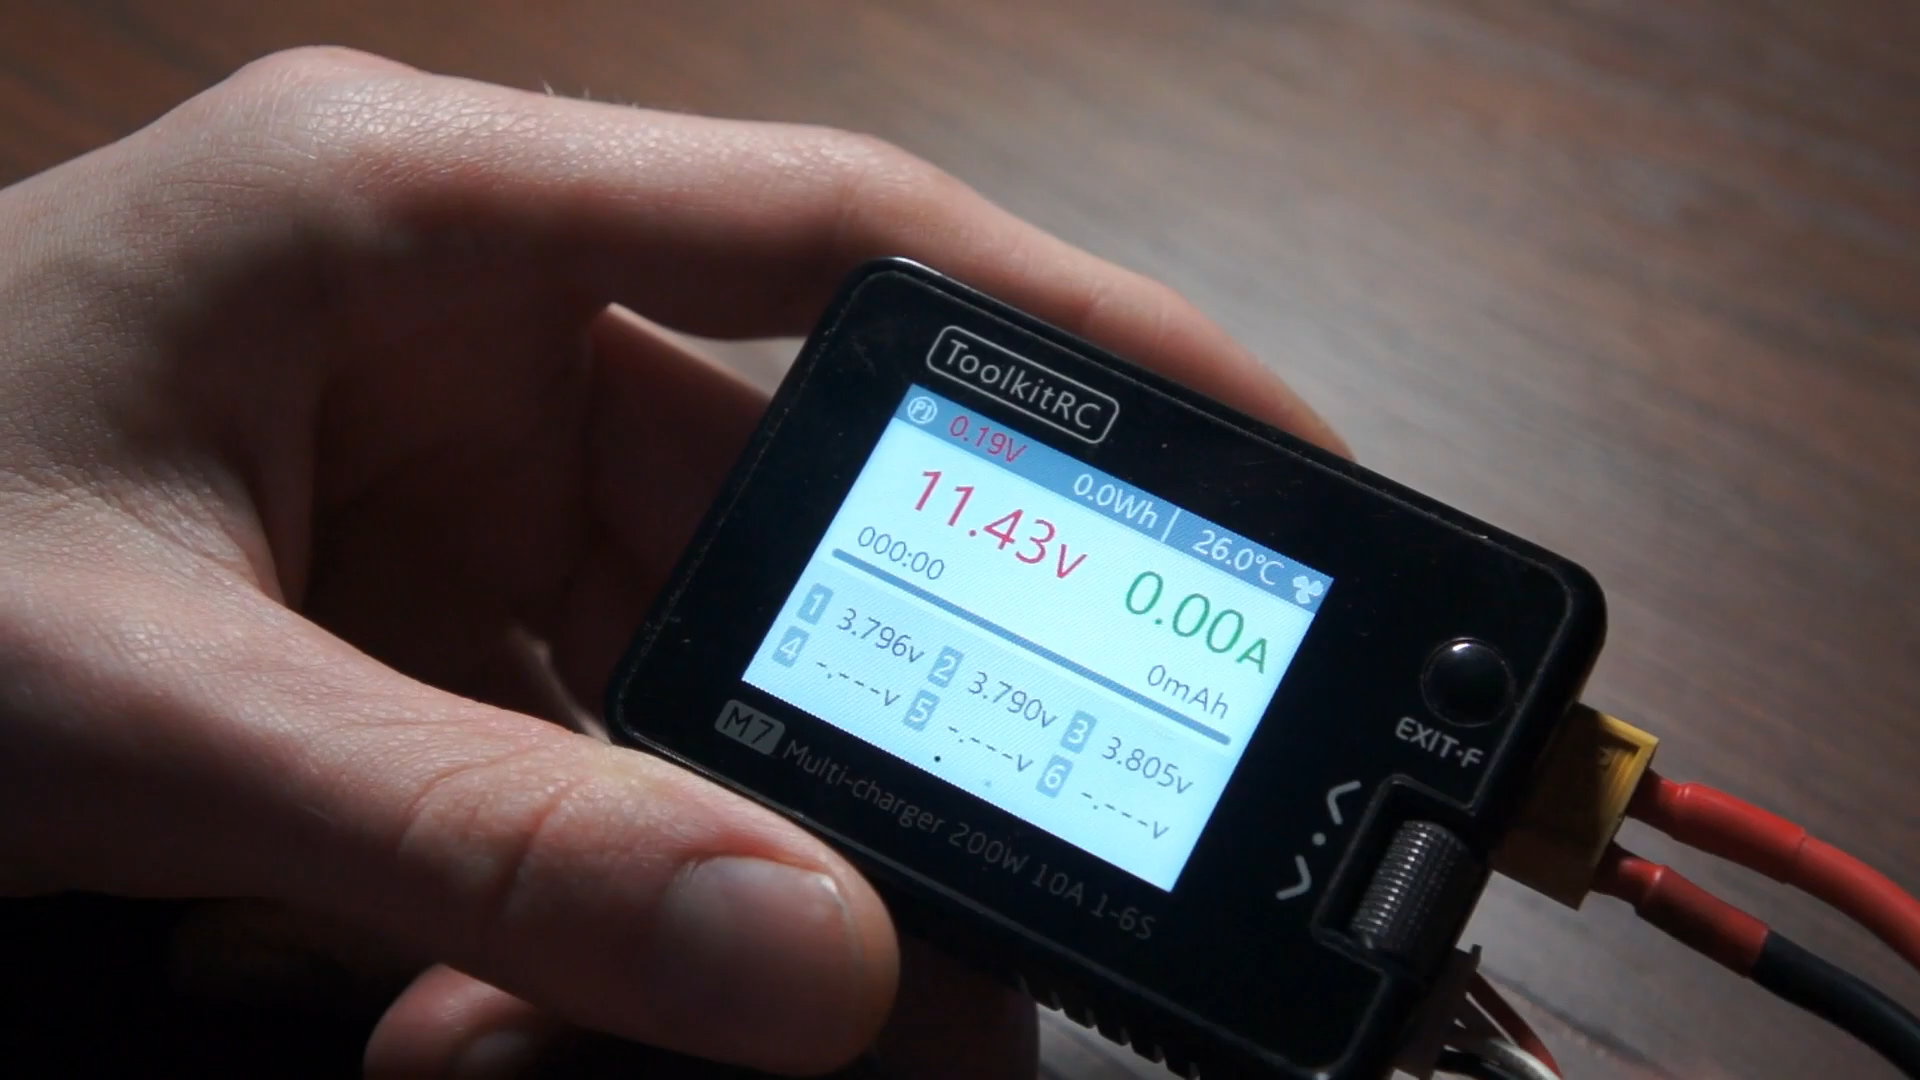 ToolkitRC
P1 0.19V 0.0Wh | 26.0°C
11.43v 0.00A
000:00 0mAh
1 3.796v 2 3.790v 3 3.805v
4 -.---v 5 -.---v 6 -.---v
M7 Multi-charger 200W 10A 1-6S
EXIT·F
< · >